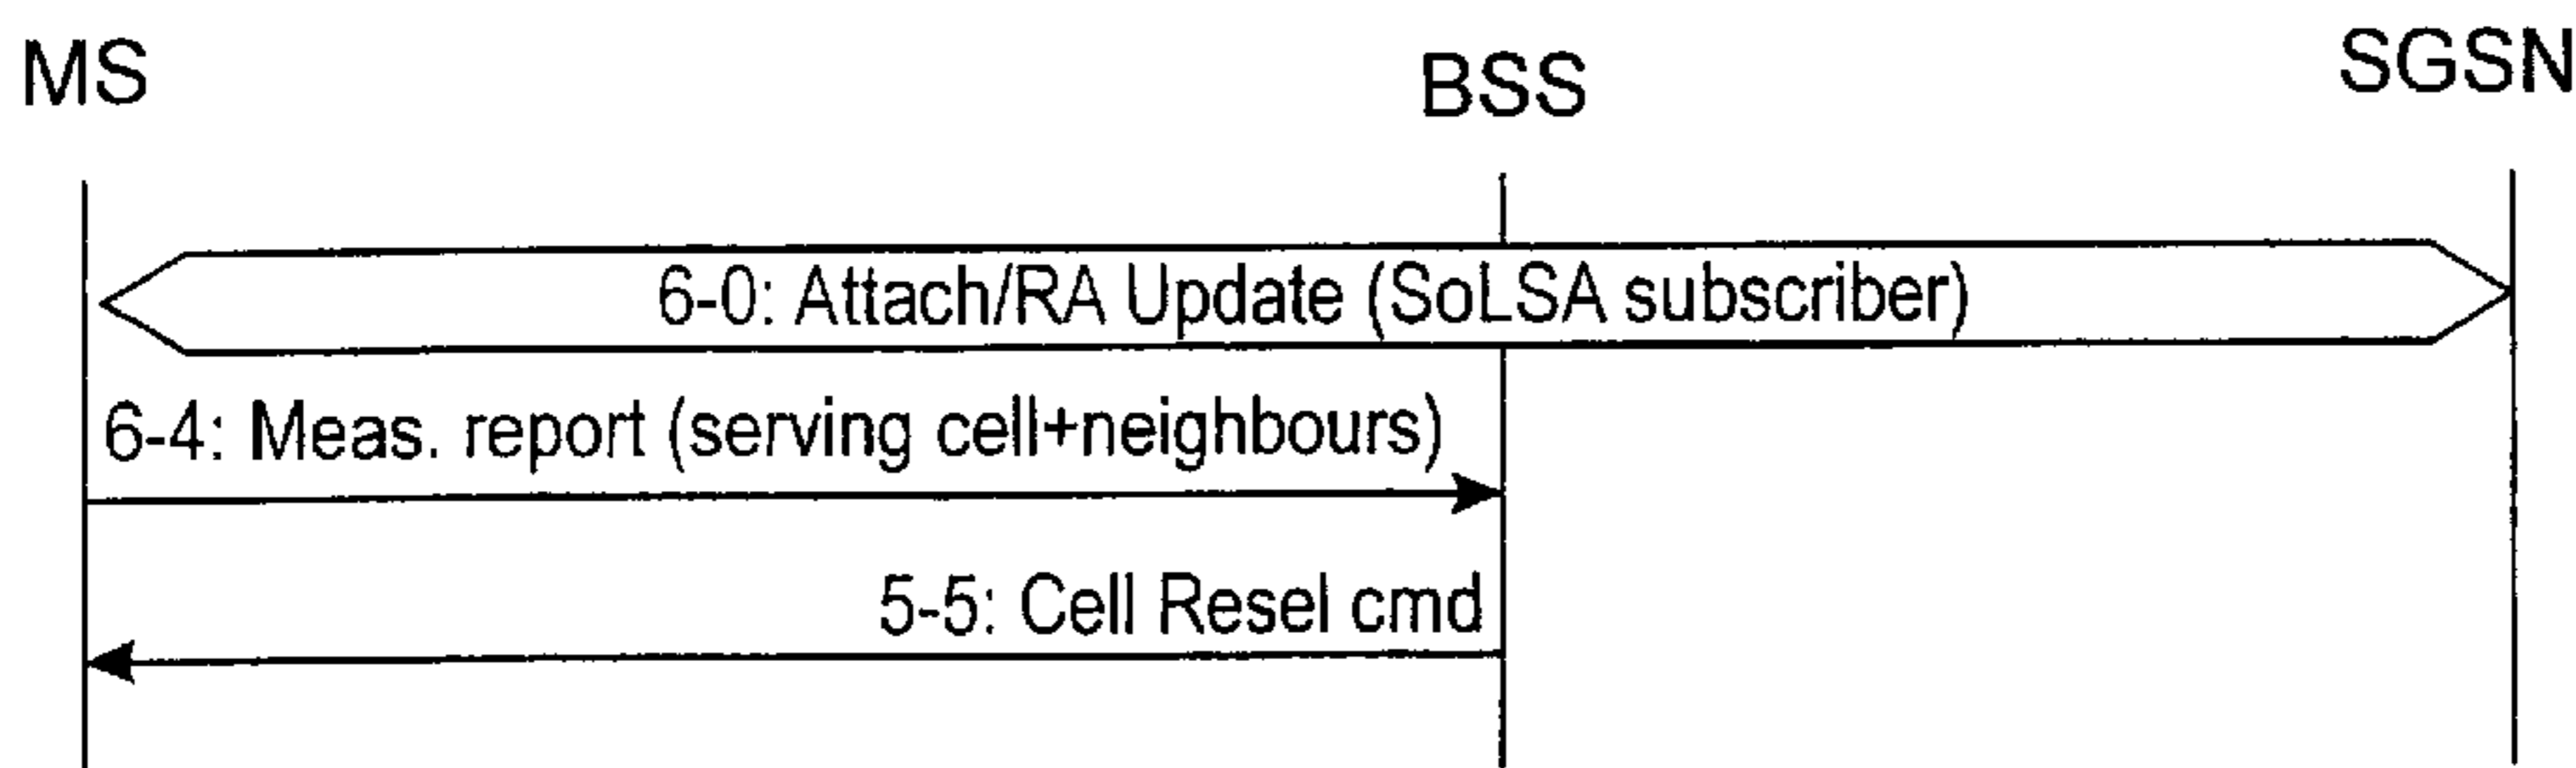 MS
BSS
SGSN
6-0: Attach/RA Update (SoLSA subscriber)
6-4: Meas. report (serving cell+neighbours)
5-5: Cell Resel cmd